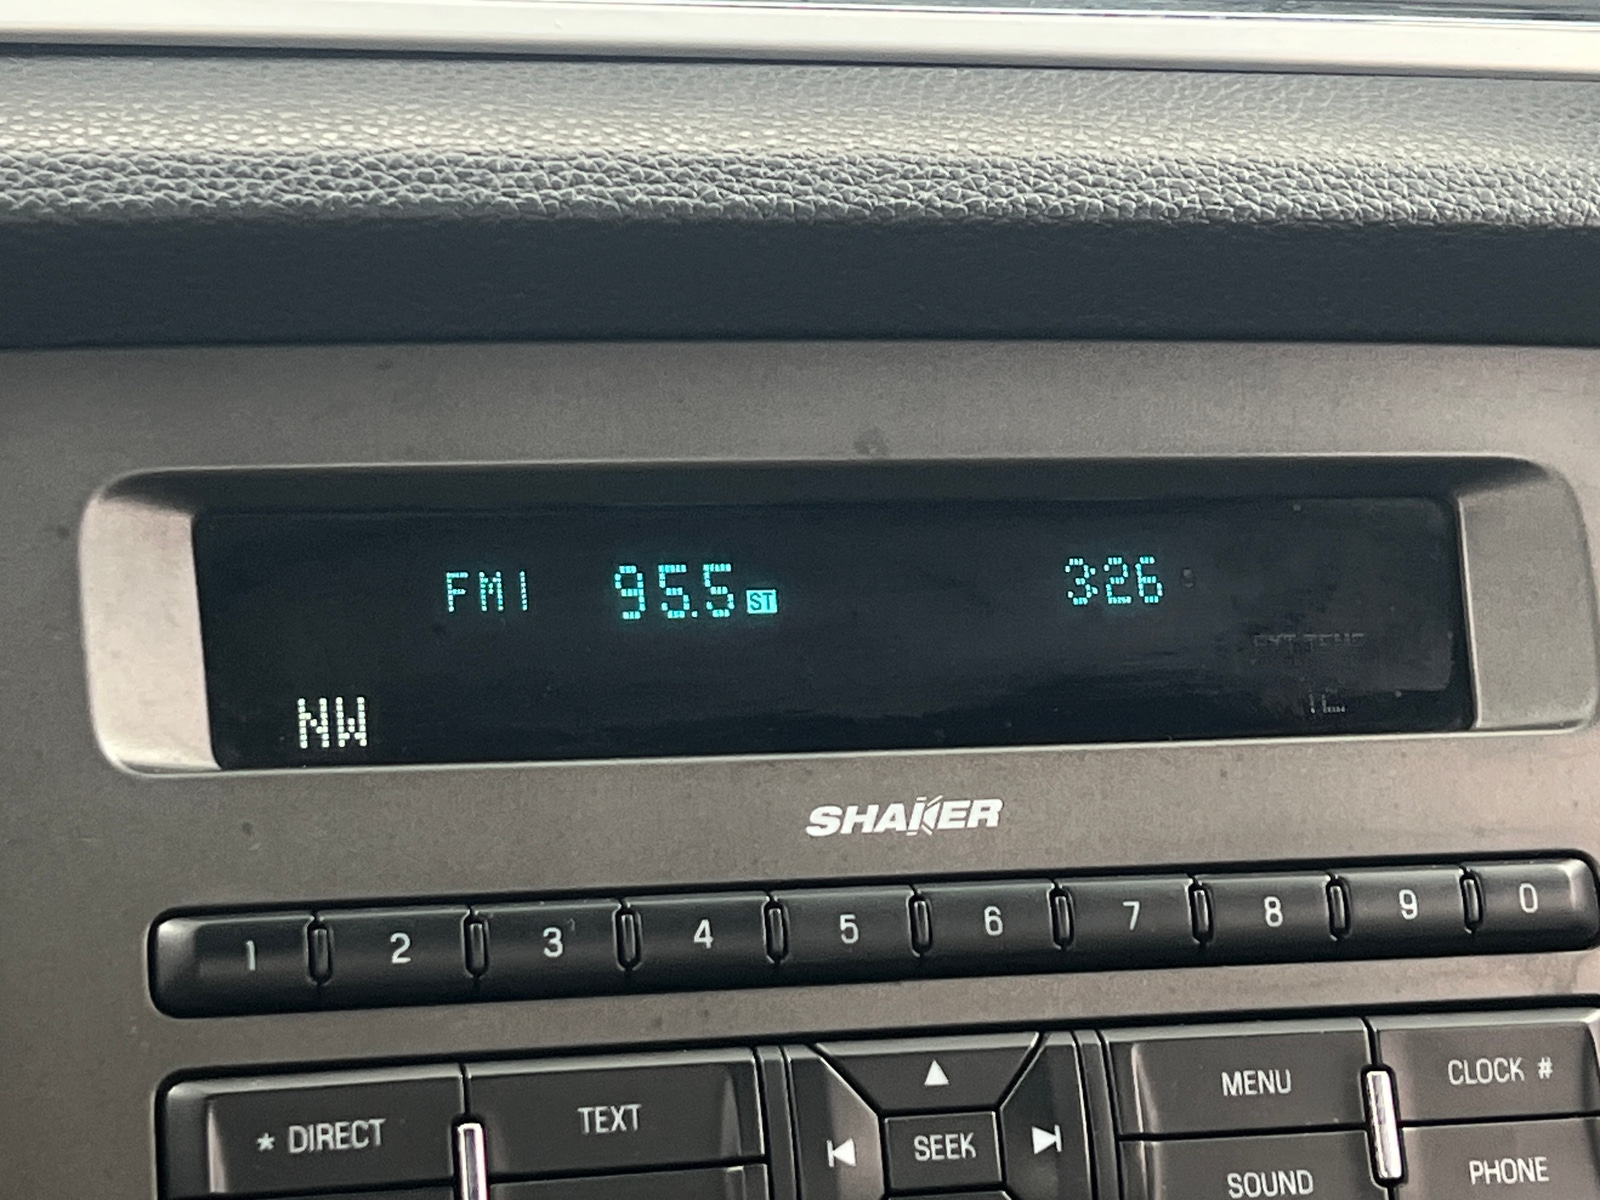 FM1 95.5 ST 3:26
NW
SHAKER
1 2 3 4 5 6 7 8 9 0
* DIRECT TEXT SEEK MENU CLOCK #
SOUND PHONE